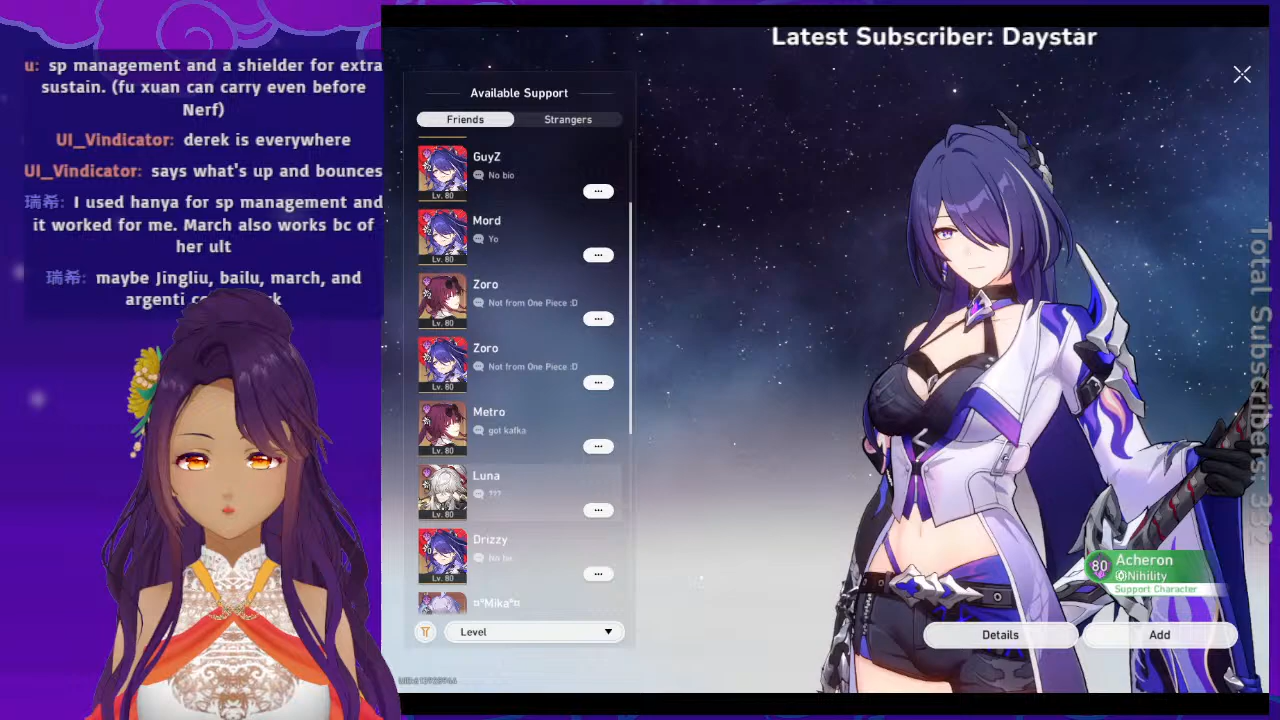 Latest Subscriber: Daystar
u: sp management and a shielder for extra
sustain. (fu xuan can carry even before
Nerf)
UI_Vindicator: derek is everywhere
UI_Vindicator: says what's up and bounces
瑞希: I used hanya for sp management and
it worked for me. March also works bc of
her ult
瑞希: maybe Jingliu, bailu, march, and
argenti
Available Support
Friends
Strangers
GuyZ
No bio
Lv. 80
Mord
Yo
Lv. 80
Zoro
Not from One Piece :D
Lv. 80
Zoro
Not from One Piece :D
Lv. 80
Metro
got kafka
Lv. 80
Luna
???
Lv. 80
Drizzy
Lv. 80
¤°Mika°¤
Level
80
Acheron
Nihility
Support Character
Details
Add
Total Subscribers: 332